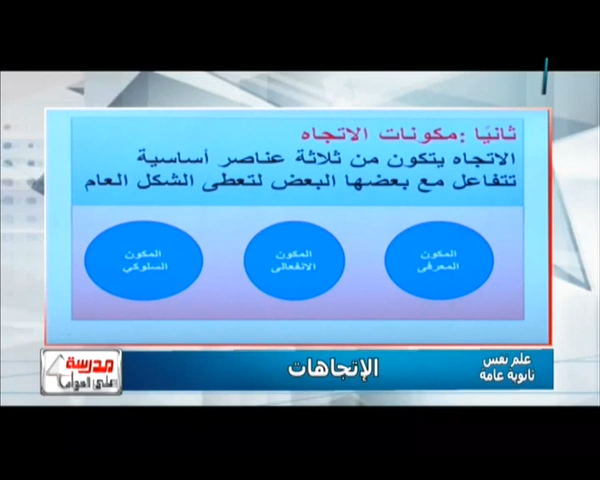 ثانيًا :مكونات الاتجاه
الاتجاه يتكون من ثلاثة عناصر أساسية
تتفاعل مع بعضها البعض لتعطى الشكل العام
المكون
المعرفى
المكون
الانفعالى
المكون
السلوكي
علم نفس
ثانوية عامة
الإتجاهات
مدرسة
على الهواء